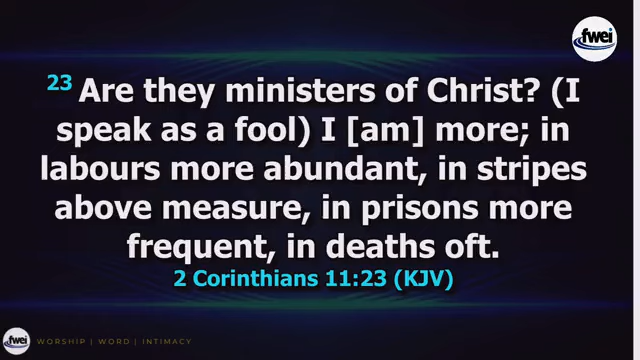 fwei
23 Are they ministers of Christ? (I
speak as a fool) I [am] more; in
labours more abundant, in stripes
above measure, in prisons more
frequent, in deaths oft.
2 Corinthians 11:23 (KJV)
fwei
WORSHIP | WORD | INTIMACY